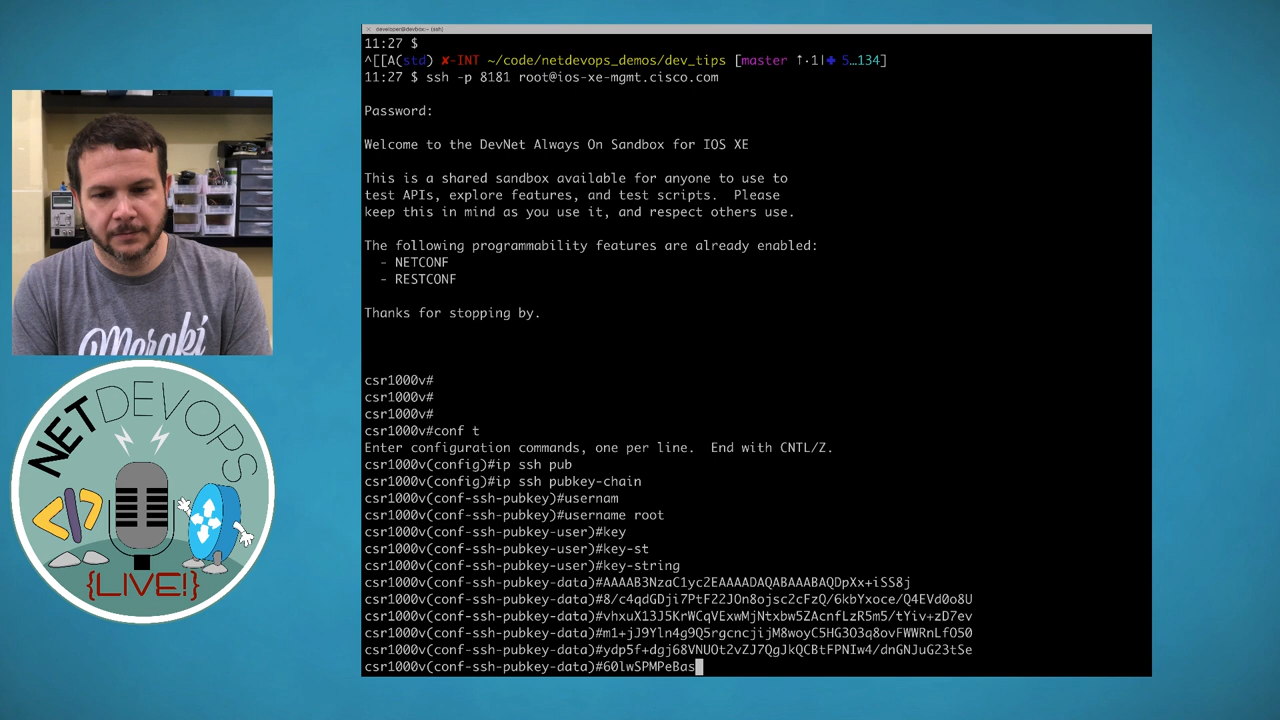 developer@devbox:~ (ssh)
11:27 $
^[[A(std) ✘-INT ~/code/netdevops_demos/dev_tips [master ↑·1|✚ 5…134]
11:27 $ ssh -p 8181 root@ios-xe-mgmt.cisco.com
Password:
Welcome to the DevNet Always On Sandbox for IOS XE
This is a shared sandbox available for anyone to use to
test APIs, explore features, and test scripts.  Please
keep this in mind as you use it, and respect others use.
The following programmability features are already enabled:
- NETCONF
- RESTCONF
Thanks for stopping by.
csr1000v#
csr1000v#
csr1000v#
csr1000v#conf t
Enter configuration commands, one per line.  End with CNTL/Z.
csr1000v(config)#ip ssh pub
csr1000v(config)#ip ssh pubkey-chain
csr1000v(conf-ssh-pubkey)#usernam
csr1000v(conf-ssh-pubkey)#username root
csr1000v(conf-ssh-pubkey-user)#key
csr1000v(conf-ssh-pubkey-user)#key-st
csr1000v(conf-ssh-pubkey-user)#key-string
csr1000v(conf-ssh-pubkey-data)#AAAAB3NzaC1yc2EAAAADAQABAAABAQDpXx+iSS8j
csr1000v(conf-ssh-pubkey-data)#8/c4qdGDji7PtF22JOn8ojsc2cFzQ/6kbYxoce/Q4EVd0o8U
csr1000v(conf-ssh-pubkey-data)#vhxuX13J5KrWCqVExwMjNtxbw5ZAcnfLzR5m5/tYiv+zD7ev
csr1000v(conf-ssh-pubkey-data)#m1+jJ9Yln4g9Q5rgcncjijM8woyC5HG3O3q8ovFWWRnLfO50
csr1000v(conf-ssh-pubkey-data)#ydp5f+dgj68VNUOt2vZJ7QgJkQCBtFPNIw4/dnGNJuG23tSe
csr1000v(conf-ssh-pubkey-data)#60lwSPMPeBas
Meraki
NETDEVOPS
</>
{LIVE!}